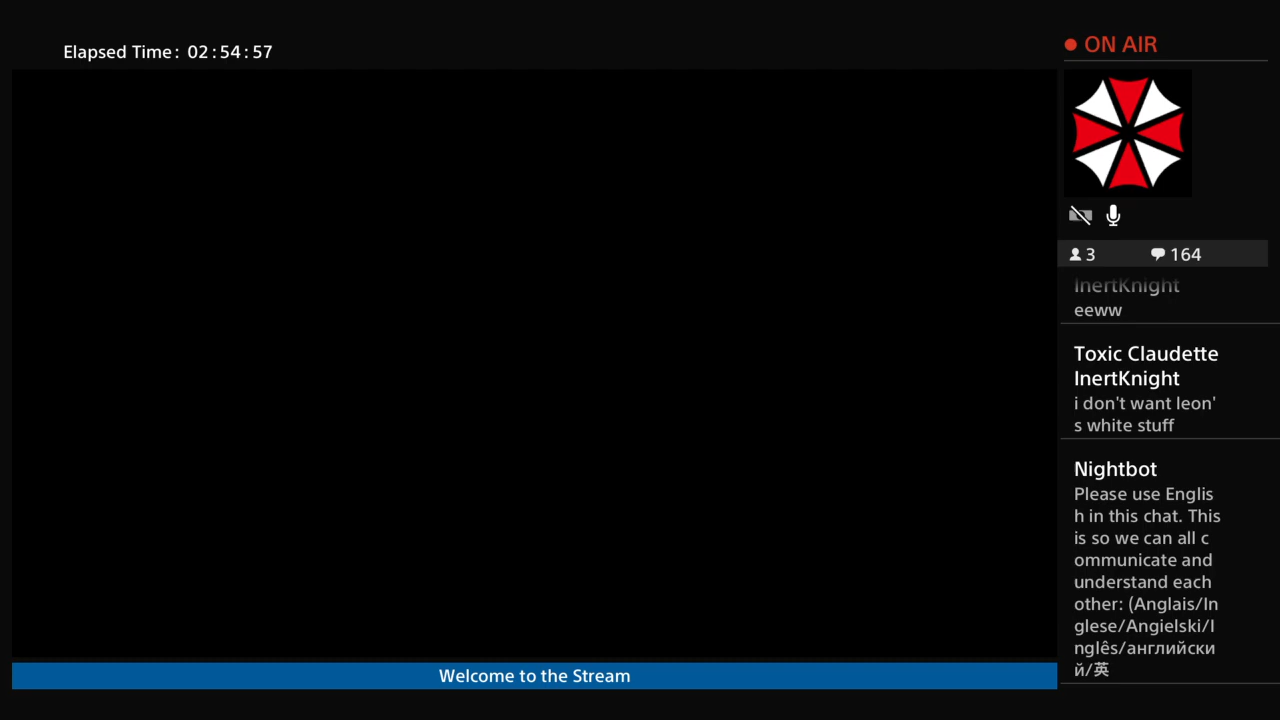 Elapsed Time: 02:54:57
ON AIR
3 164
InertKnight
eeww
Toxic Claudette
InertKnight
i don't want leon'
s white stuff
Nightbot
Please use Englis
h in this chat. This
is so we can all c
ommunicate and
understand each
other: (Anglais/In
glese/Angielski/I
nglês/английски
й/英
Welcome to the Stream